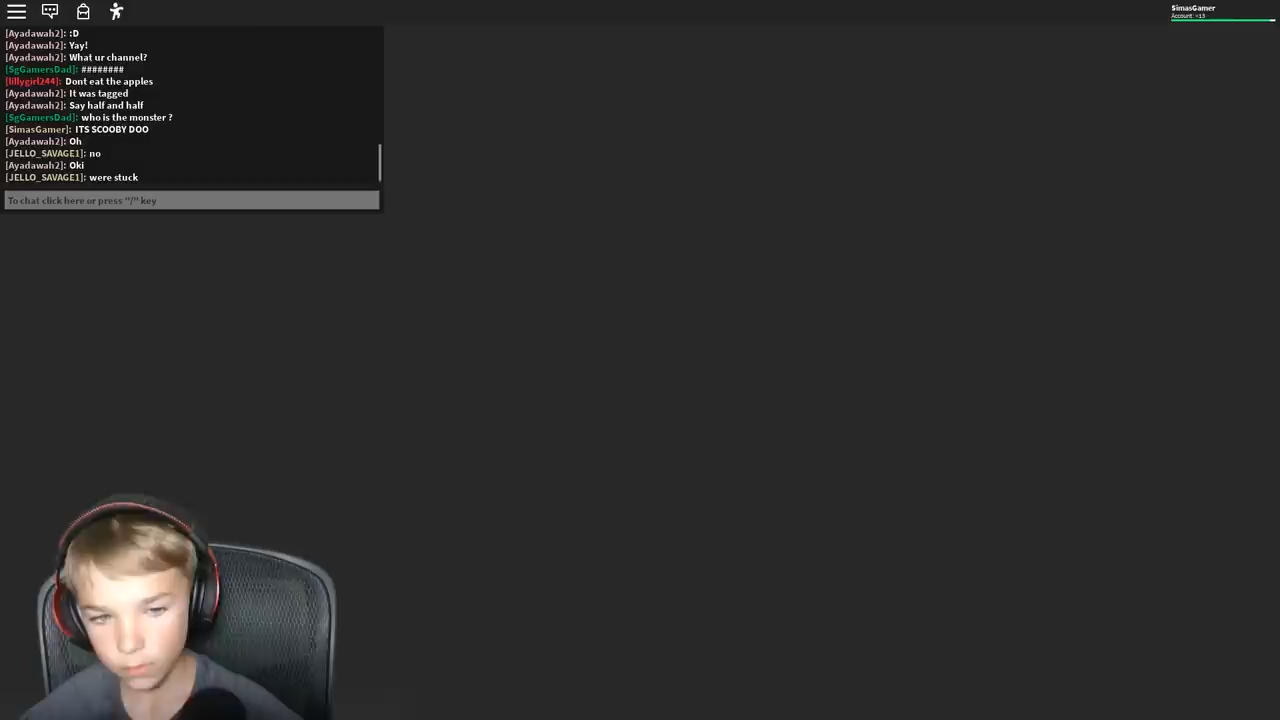 SimasGamer
Account: <13
[Ayadawah2]: :D
[Ayadawah2]: Yay!
[Ayadawah2]: What ur channel?
[SgGamersDad]: ########
[lillygirl244]: Dont eat the apples
[Ayadawah2]: It was tagged
[Ayadawah2]: Say half and half
[SgGamersDad]: who is the monster ?
[SimasGamer]: ITS SCOOBY DOO
[Ayadawah2]: Oh
[JELLO_SAVAGE1]: no
[Ayadawah2]: Oki
[JELLO_SAVAGE1]: were stuck
To chat click here or press "/" key